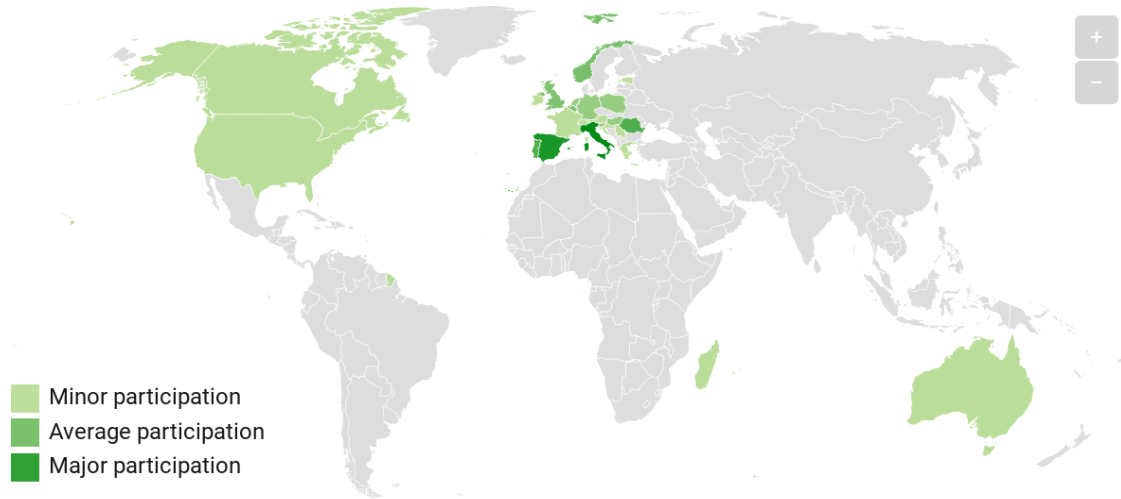 +
−
Minor participation
Average participation
Major participation